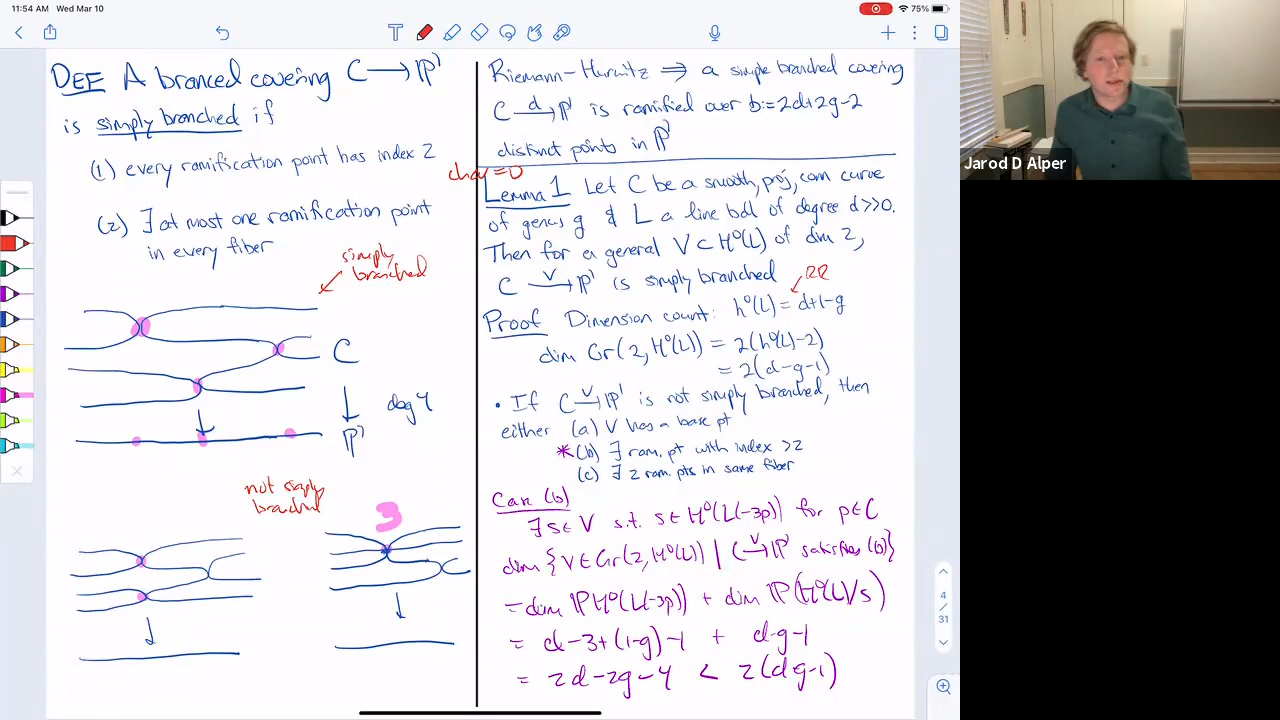 11:54 AM Wed Mar 10
75%
DEF A branced covering C → P¹
is simply branched if
(1) every ramification point has index 2
(2) ∃ at most one ramification point
in every fiber
simply
branched
C
↓ deg 4
P¹
not simply
branched
3
Riemann-Hurwitz ⇒ a simple branched covering
C →d P¹ is ramified over b:=2d+2g-2
distinct points in P¹
char = 0
Lemma 1 Let C be a smooth, proj, conn curve
of genus g & L a line bdl of degree d>>0.
Then for a general V ⊂ H⁰(L) of dim 2,
C →V P¹ is simply branched
RR
Proof Dimension count: h⁰(L) = d+1-g
dim Gr(2, H⁰(L)) = 2(h⁰(L)-2)
= 2(d-g-1)
• If C →V P¹ is not simply branched, then
either (a) V has a base pt
*(b) ∃ ram. pt with index >2
(c) ∃ 2 ram. pts in same fiber
Case (b)
∃ s∈V s.t. s∈H⁰(L(-3p)) for p∈C
dim {V∈Gr(2, H⁰(L)) | C →V P¹ satisfies (b)}
= dim P H⁰(L(-3p)) + dim P(H⁰(L)/s)
= d-3+(1-g)-1 + d-g-1
= 2d-2g-4 < 2(d-g-1)
4
/
31
Jarod D Alper